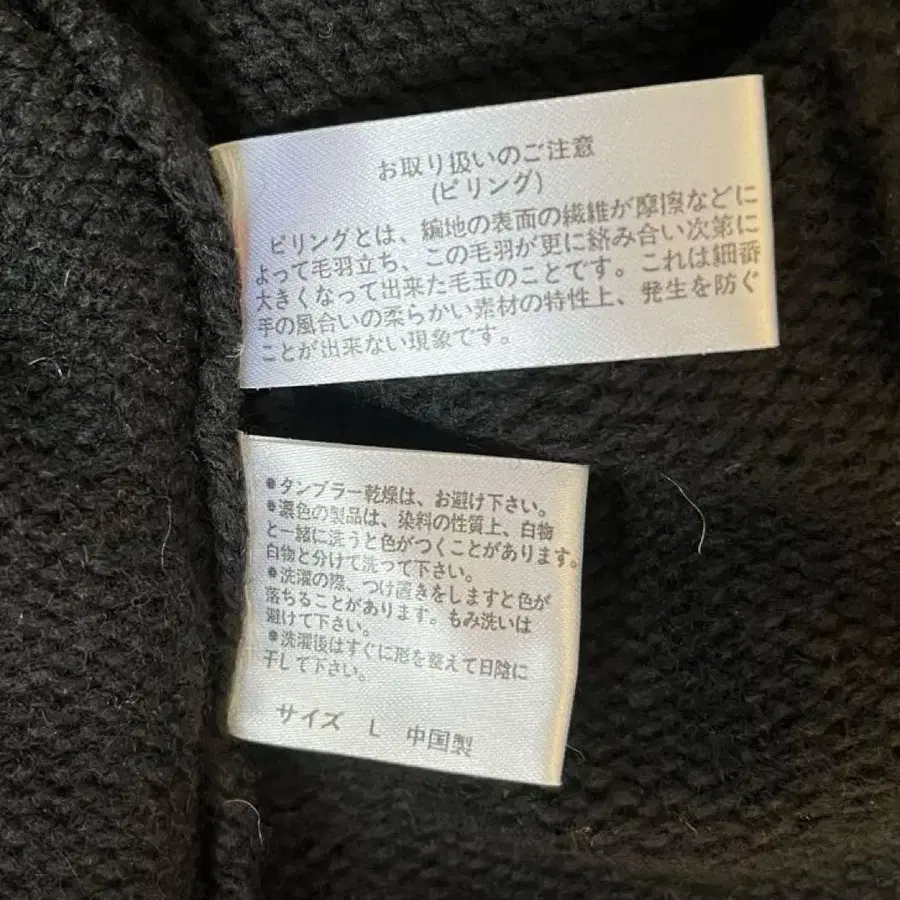 お取り扱いのご注意
(ピリング)
ピリングとは、編地の表面の繊維が摩擦などに
よって毛羽立ち、この毛羽が更に絡み合い次第に
大きくなって出来た毛玉のことです。これは細番
手の風合いの柔らかい素材の特性上、発生を防ぐ
ことが出来ない現象です。
●タンブラー乾燥は、お避け下さい。
●濃色の製品は、染料の性質上、白物
と一緒に洗うと色がつくことがあります。
白物と分けて洗って下さい。
●洗濯の際、つけ置きをしますと色が
落ちることがあります。もみ洗いは
避けて下さい。
●洗濯後はすぐに形を整えて日陰に
干して下さい。
サイズ L 中国製